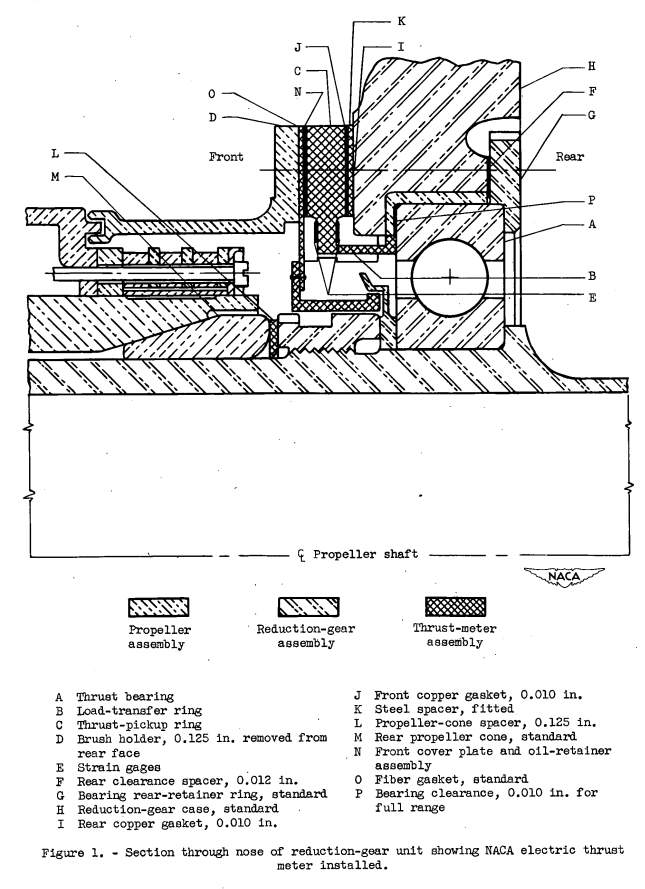 K
J
I
C
H
N
O
F
D
G
L
Front
Rear
M
P
A
B
E
℄ Propeller shaft
NACA
Propeller
assembly
Reduction-gear
assembly
Thrust-meter
assembly
A Thrust bearing
B Load-transfer ring
C Thrust-pickup ring
D Brush holder, 0.125 in. removed from
rear face
E Strain gages
F Rear clearance spacer, 0.012 in.
G Bearing rear-retainer ring, standard
H Reduction-gear case, standard
I Rear copper gasket, 0.010 in.
J Front copper gasket, 0.010 in.
K Steel spacer, fitted
L Propeller-cone spacer, 0.125 in.
M Rear propeller cone, standard
N Front cover plate and oil-retainer
assembly
O Fiber gasket, standard
P Bearing clearance, 0.010 in. for
full range
Figure 1. - Section through nose of reduction-gear unit showing NACA electric thrust
meter installed.